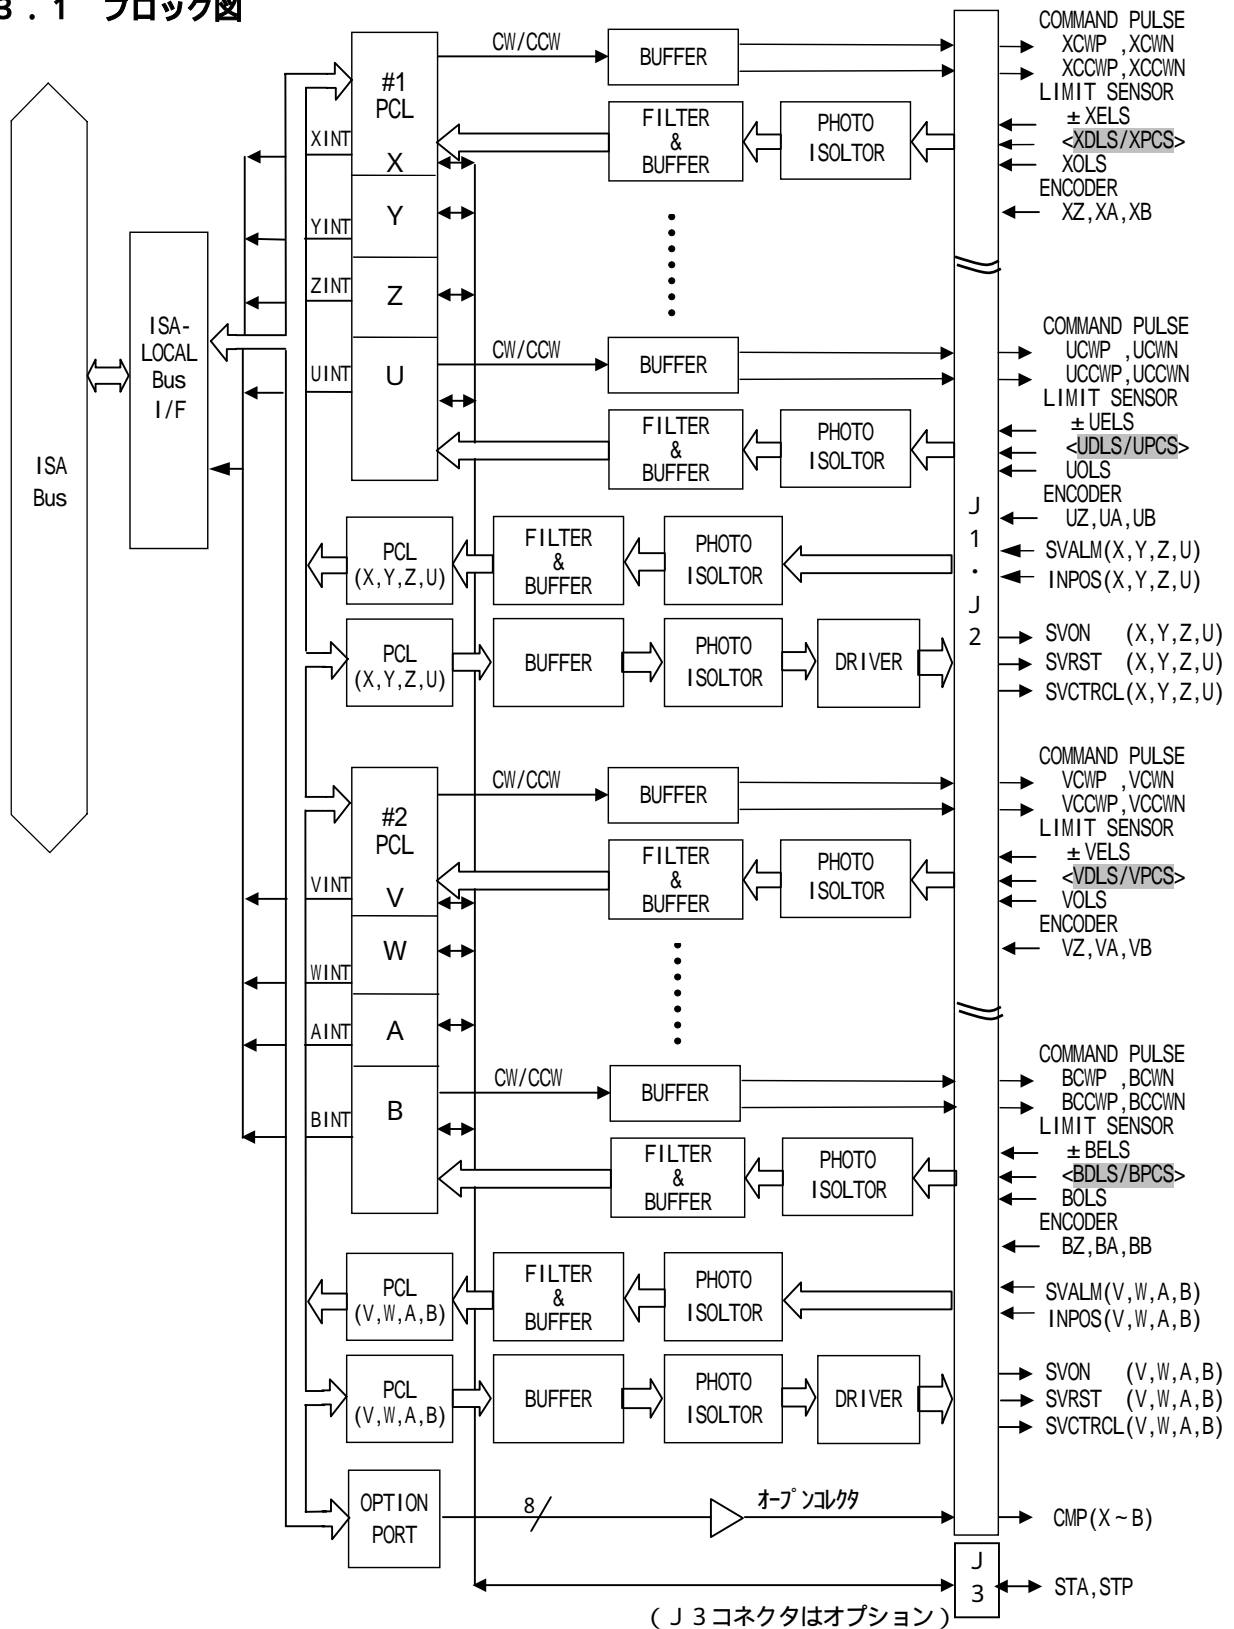 3．1 ブロック図
COMMAND PULSE
XCWP ,XCWN
XCCWP,XCCWN
LIMIT SENSOR
±XELS
<XDLS/XPCS>
XOLS
ENCODER
XZ,XA,XB
#1
PCL
X
Y
Z
U
CW/CCW
BUFFER
FILTER
&
BUFFER
PHOTO
ISOLTOR
XINT
YINT
ZINT
UINT
ISA
Bus
ISA-
LOCAL
Bus
I/F
CW/CCW
BUFFER
FILTER
&
BUFFER
PHOTO
ISOLTOR
COMMAND PULSE
UCWP ,UCWN
UCCWP,UCCWN
LIMIT SENSOR
±UELS
<UDLS/UPCS>
UOLS
ENCODER
UZ,UA,UB
J
1
・
J
2
PCL
(X,Y,Z,U)
FILTER
&
BUFFER
PHOTO
ISOLTOR
SVALM(X,Y,Z,U)
INPOS(X,Y,Z,U)
PCL
(X,Y,Z,U)
BUFFER
PHOTO
ISOLTOR
DRIVER
SVON (X,Y,Z,U)
SVRST (X,Y,Z,U)
SVCTRCL(X,Y,Z,U)
#2
PCL
V
W
A
B
CW/CCW
BUFFER
FILTER
&
BUFFER
PHOTO
ISOLTOR
COMMAND PULSE
VCWP ,VCWN
VCCWP,VCCWN
LIMIT SENSOR
±VELS
<VDLS/VPCS>
VOLS
ENCODER
VZ,VA,VB
VINT
WINT
AINT
BINT
CW/CCW
BUFFER
FILTER
&
BUFFER
PHOTO
ISOLTOR
COMMAND PULSE
BCWP ,BCWN
BCCWP,BCCWN
LIMIT SENSOR
±BELS
<BDLS/BPCS>
BOLS
ENCODER
BZ,BA,BB
PCL
(V,W,A,B)
FILTER
&
BUFFER
PHOTO
ISOLTOR
SVALM(V,W,A,B)
INPOS(V,W,A,B)
PCL
(V,W,A,B)
BUFFER
PHOTO
ISOLTOR
DRIVER
SVON (V,W,A,B)
SVRST (V,W,A,B)
SVCTRCL(V,W,A,B)
OPTION
PORT
8
オープンコレクタ
CMP(X～B)
J
3
STA,STP
(J3コネクタはオプション)